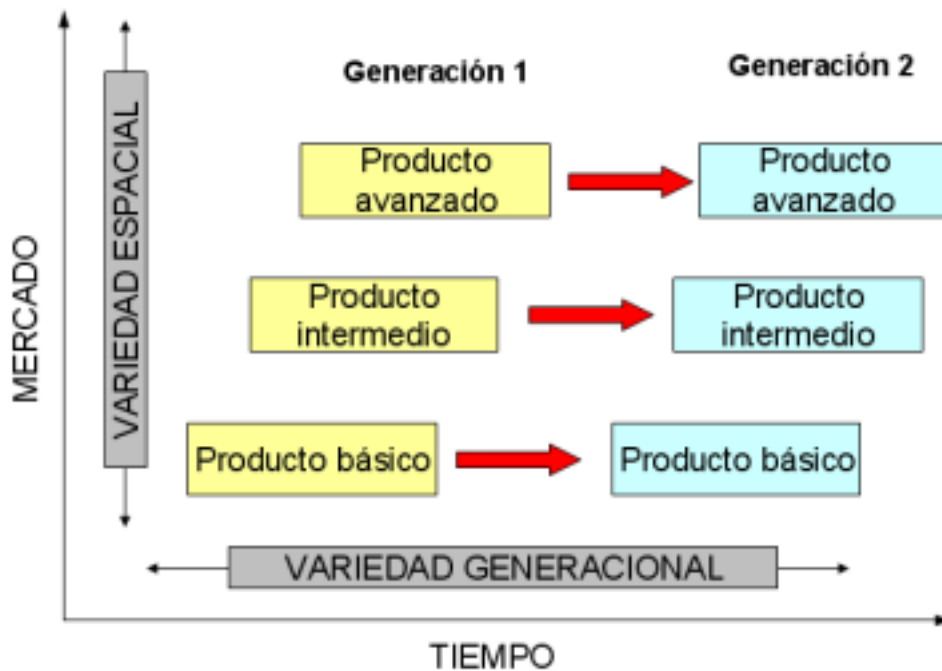 Generación 1
Generación 2
Producto
avanzado
Producto
avanzado
Producto
intermedio
Producto
intermedio
Producto básico
Producto básico
MERCADO
VARIEDAD ESPACIAL
VARIEDAD GENERACIONAL
TIEMPO